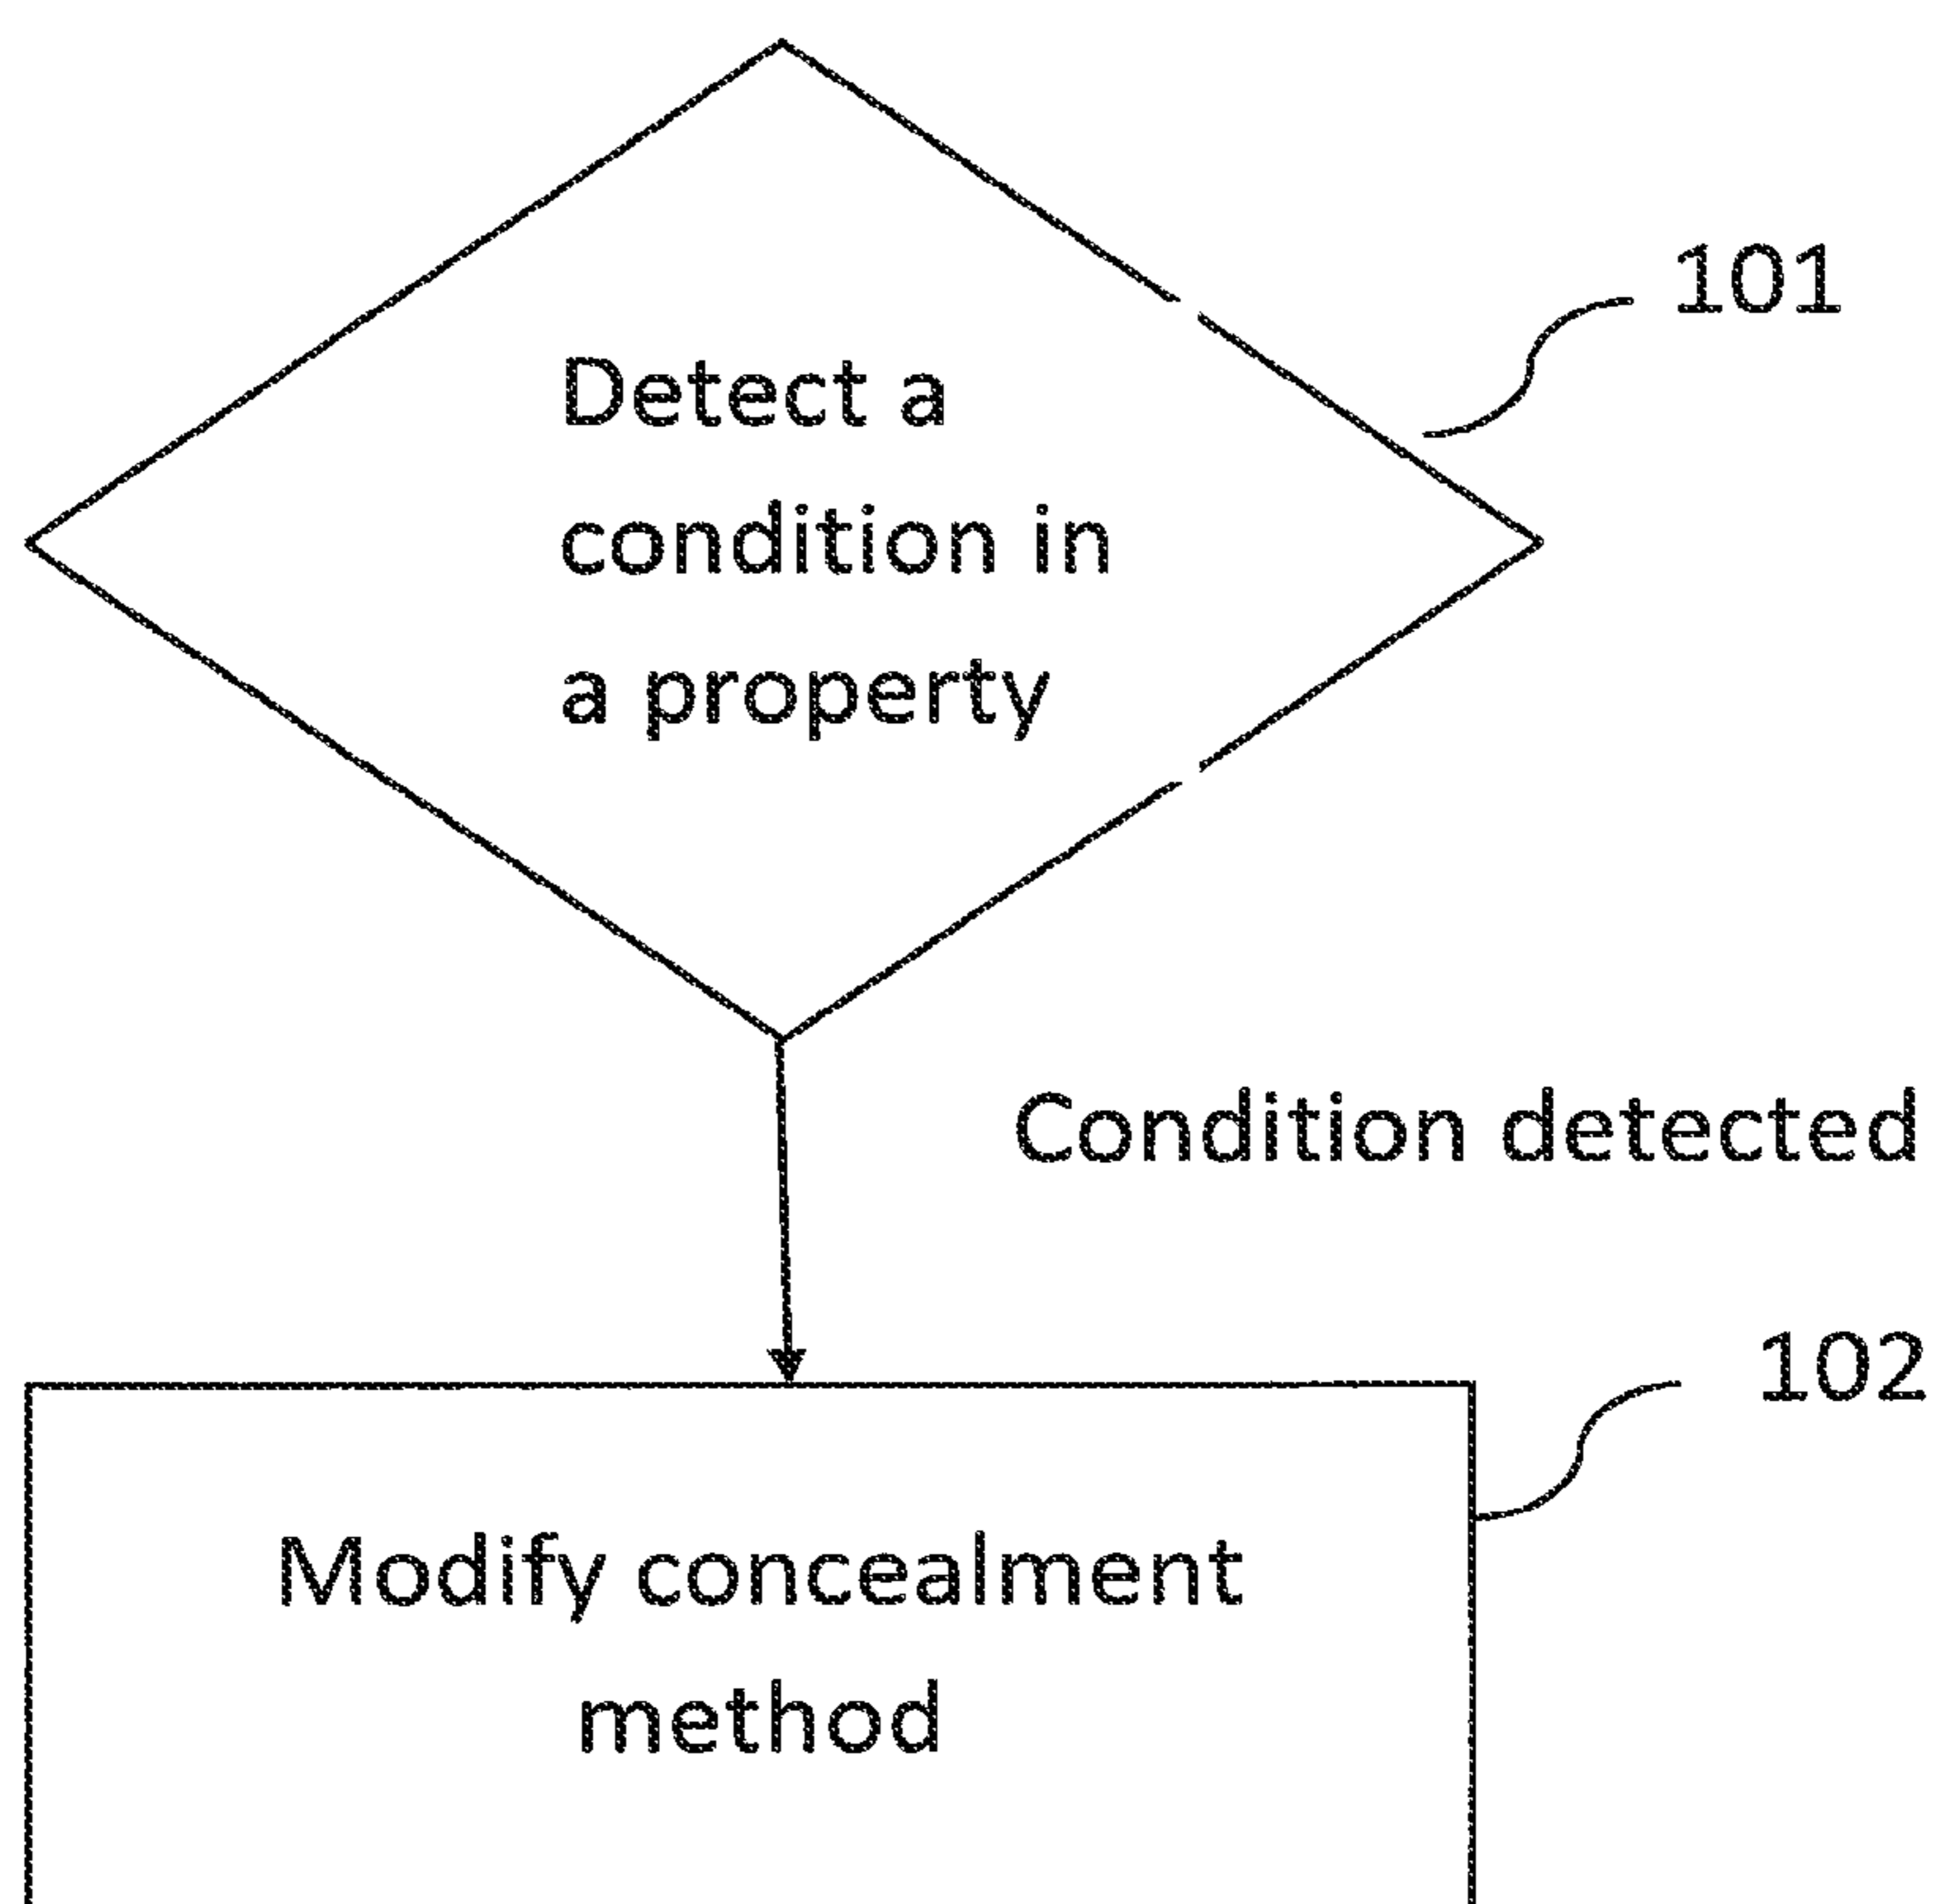 101
Detect a
condition in
a property
Condition detected
102
Modify concealment
method